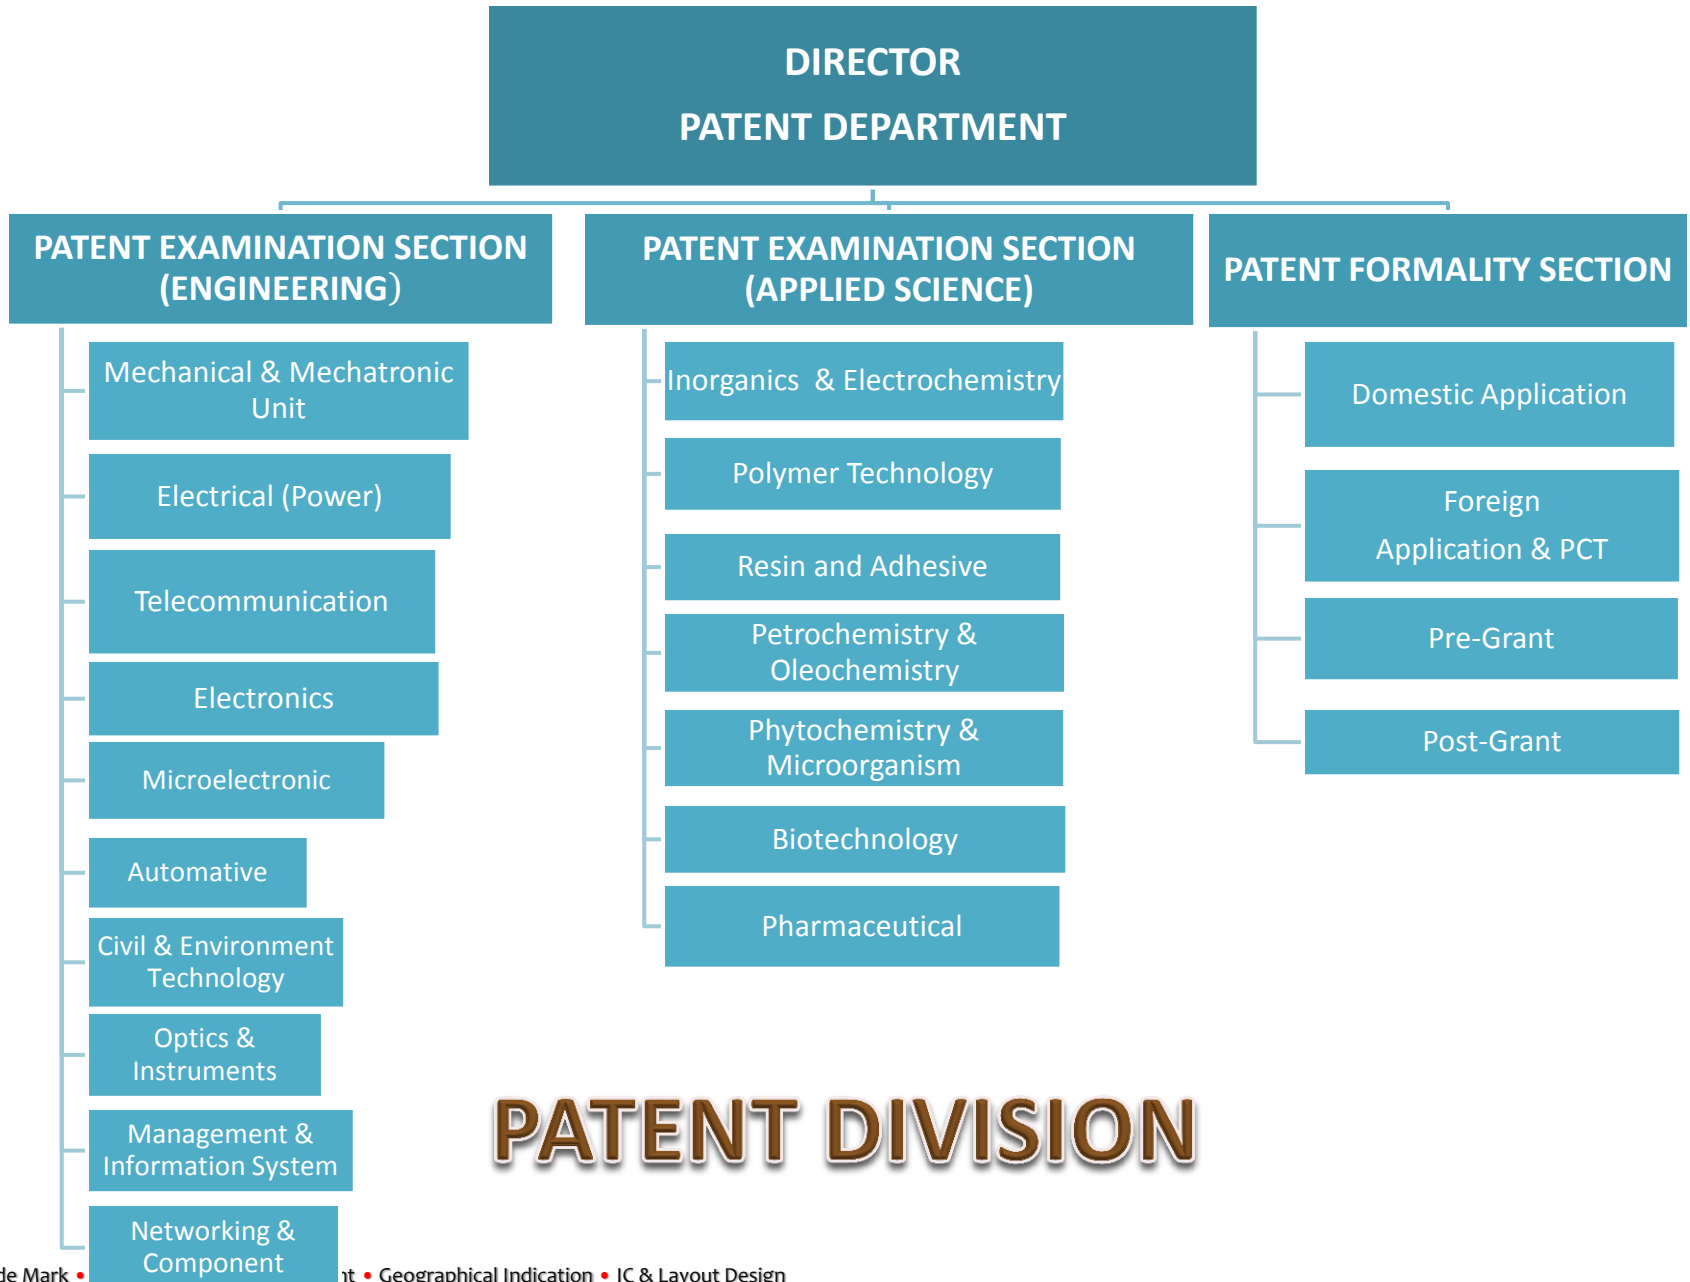 DIRECTOR
PATENT DEPARTMENT
PATENT EXAMINATION SECTION
(ENGINEERING)
Mechanical & Mechatronic
Unit
Electrical (Power)
Telecommunication
Electronics
Microelectronic
Automative
Civil & Environment
Technology
Optics &
Instruments
Management &
Information System
Networking &
Component
PATENT EXAMINATION SECTION
(APPLIED SCIENCE)
Inorganics & Electrochemistry
Polymer Technology
Resin and Adhesive
Petrochemistry &
Oleochemistry
Phytochemistry &
Microorganism
Biotechnology
Pharmaceutical
PATENT FORMALITY SECTION
Domestic Application
Foreign
Application & PCT
Pre-Grant
Post-Grant
PATENT DIVISION
Mark • • Geographical Indication • IC & Layout Design